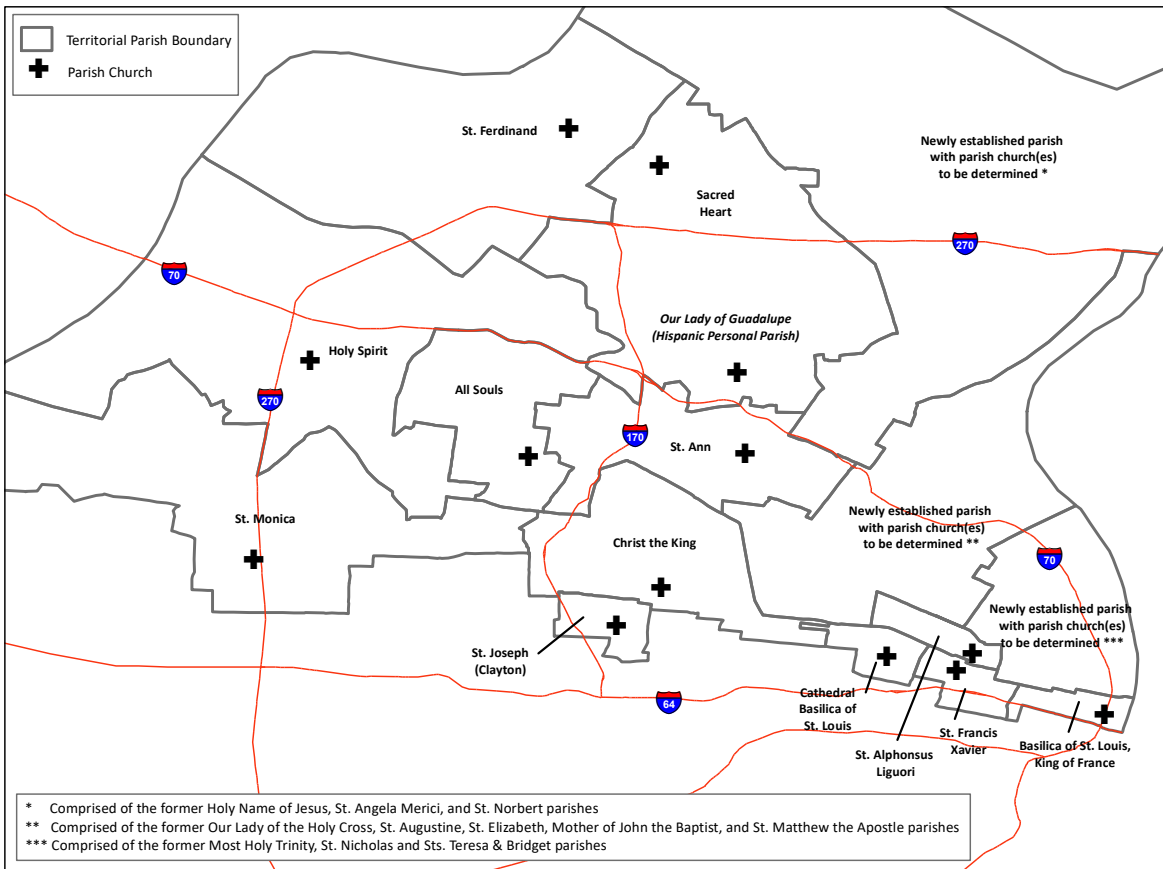 Territorial Parish Boundary
Parish Church
St. Ferdinand
Newly established parish
with parish church(es)
to be determined *
Sacred
Heart
270
70
Our Lady of Guadalupe
(Hispanic Personal Parish)
Holy Spirit
All Souls
270
170
St. Ann
St. Monica
Newly established parish
with parish church(es)
to be determined **
Christ the King
70
Newly established parish
with parish church(es)
to be determined ***
St. Joseph
(Clayton)
64
Cathedral
Basilica of
St. Louis
St. Alphonsus
Liguori
St. Francis
Xavier
Basilica of St. Louis,
King of France
* Comprised of the former Holy Name of Jesus, St. Angela Merici, and St. Norbert parishes
** Comprised of the former Our Lady of the Holy Cross, St. Augustine, St. Elizabeth, Mother of John the Baptist, and St. Matthew the Apostle parishes
*** Comprised of the former Most Holy Trinity, St. Nicholas and Sts. Teresa & Bridget parishes